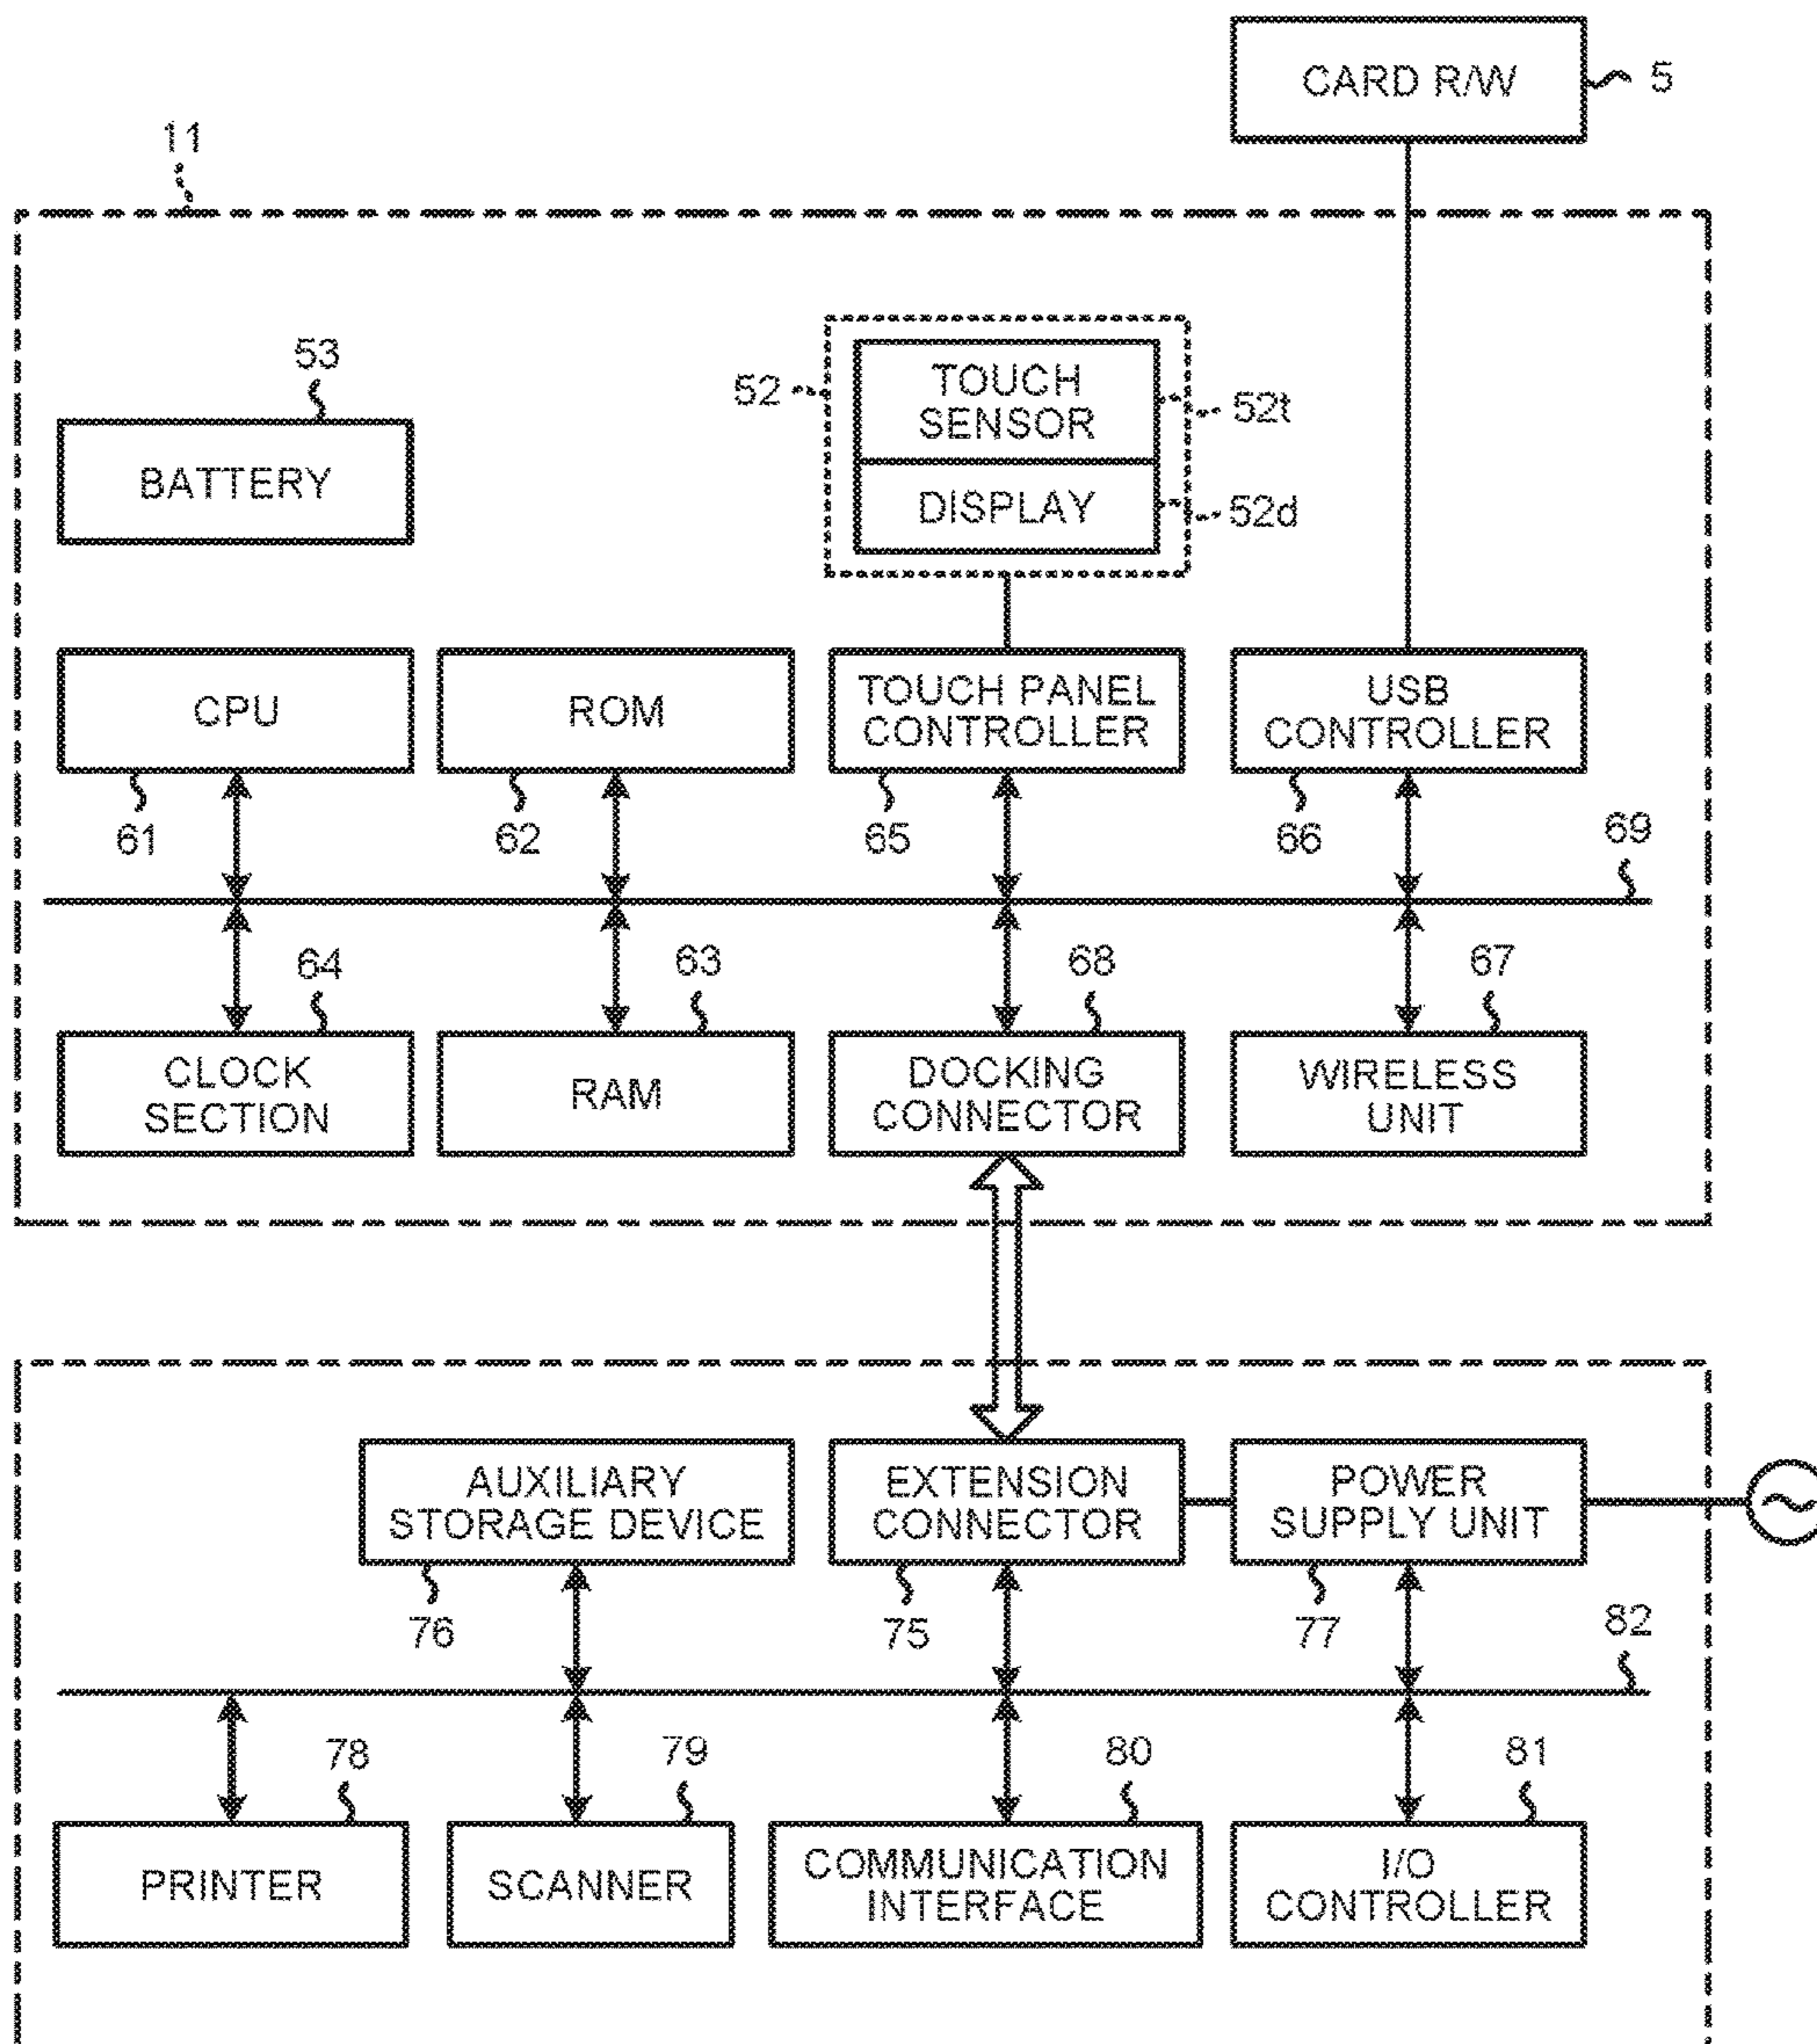 CARD R/W
5
11
53
BATTERY
52
TOUCH
SENSOR
52t
DISPLAY
52d
CPU
ROM
TOUCH PANEL
CONTROLLER
USB
CONTROLLER
61
62
65
66
69
64
63
68
67
CLOCK
SECTION
RAM
DOCKING
CONNECTOR
WIRELESS
UNIT
AUXILIARY
STORAGE DEVICE
EXTENSION
CONNECTOR
POWER
SUPPLY UNIT
76
75
77
82
78
79
80
81
PRINTER
SCANNER
COMMUNICATION
INTERFACE
I/O
CONTROLLER